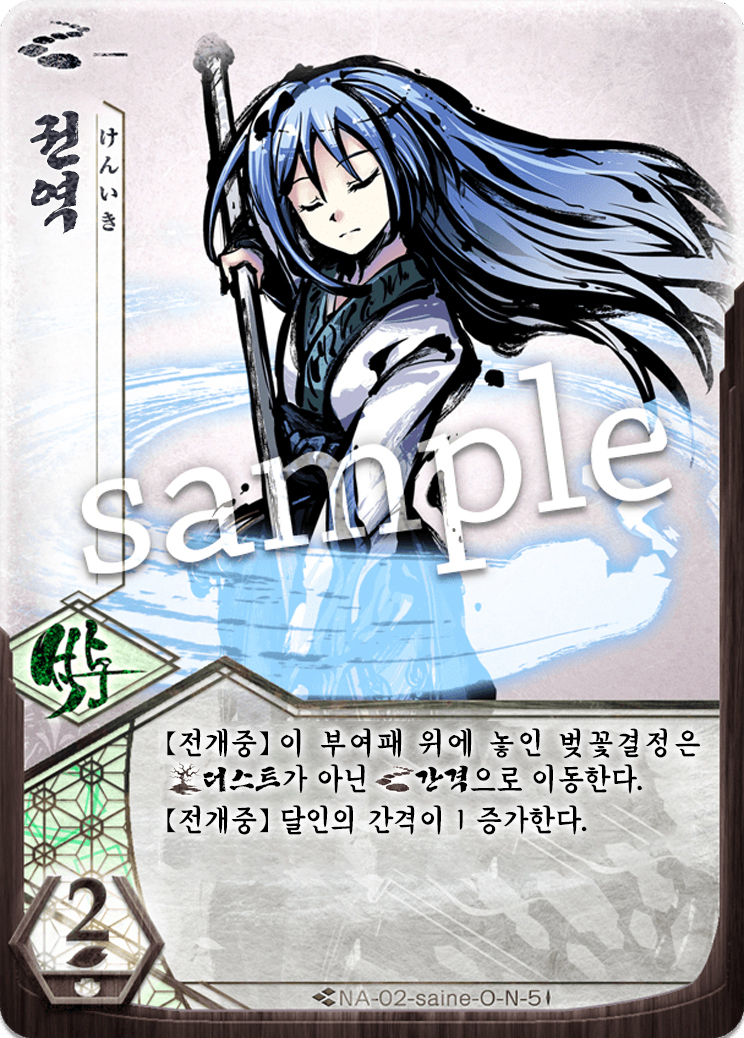 권역
けんいき
sample
【전개중】이 부여패 위에 놓인 벚꽃결정은
더스트가 아닌 간격으로 이동한다.
【전개중】달인의 간격이 1 증가한다.
2
NA-02-saine-O-N-5